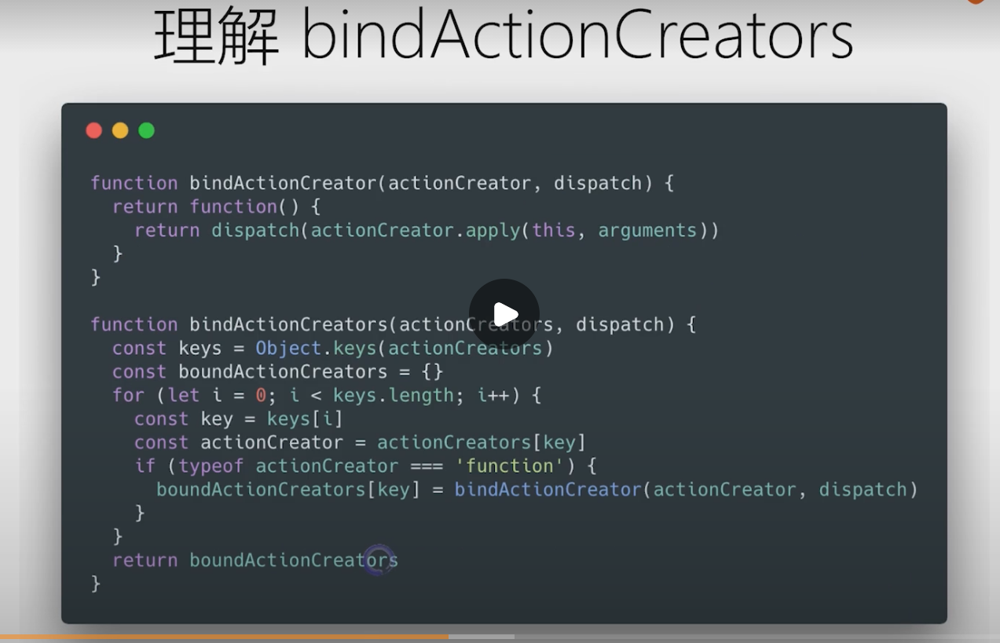 理解 bindActionCreators
function bindActionCreator(actionCreator, dispatch) {
  return function() {
    return dispatch(actionCreator.apply(this, arguments))
  }
}
function bindActionCreators(actionCreators, dispatch) {
  const keys = Object.keys(actionCreators)
  const boundActionCreators = {}
  for (let i = 0; i < keys.length; i++) {
    const key = keys[i]
    const actionCreator = actionCreators[key]
    if (typeof actionCreator === 'function') {
      boundActionCreators[key] = bindActionCreator(actionCreator, dispatch)
    }
  }
  return boundActionCreators
}